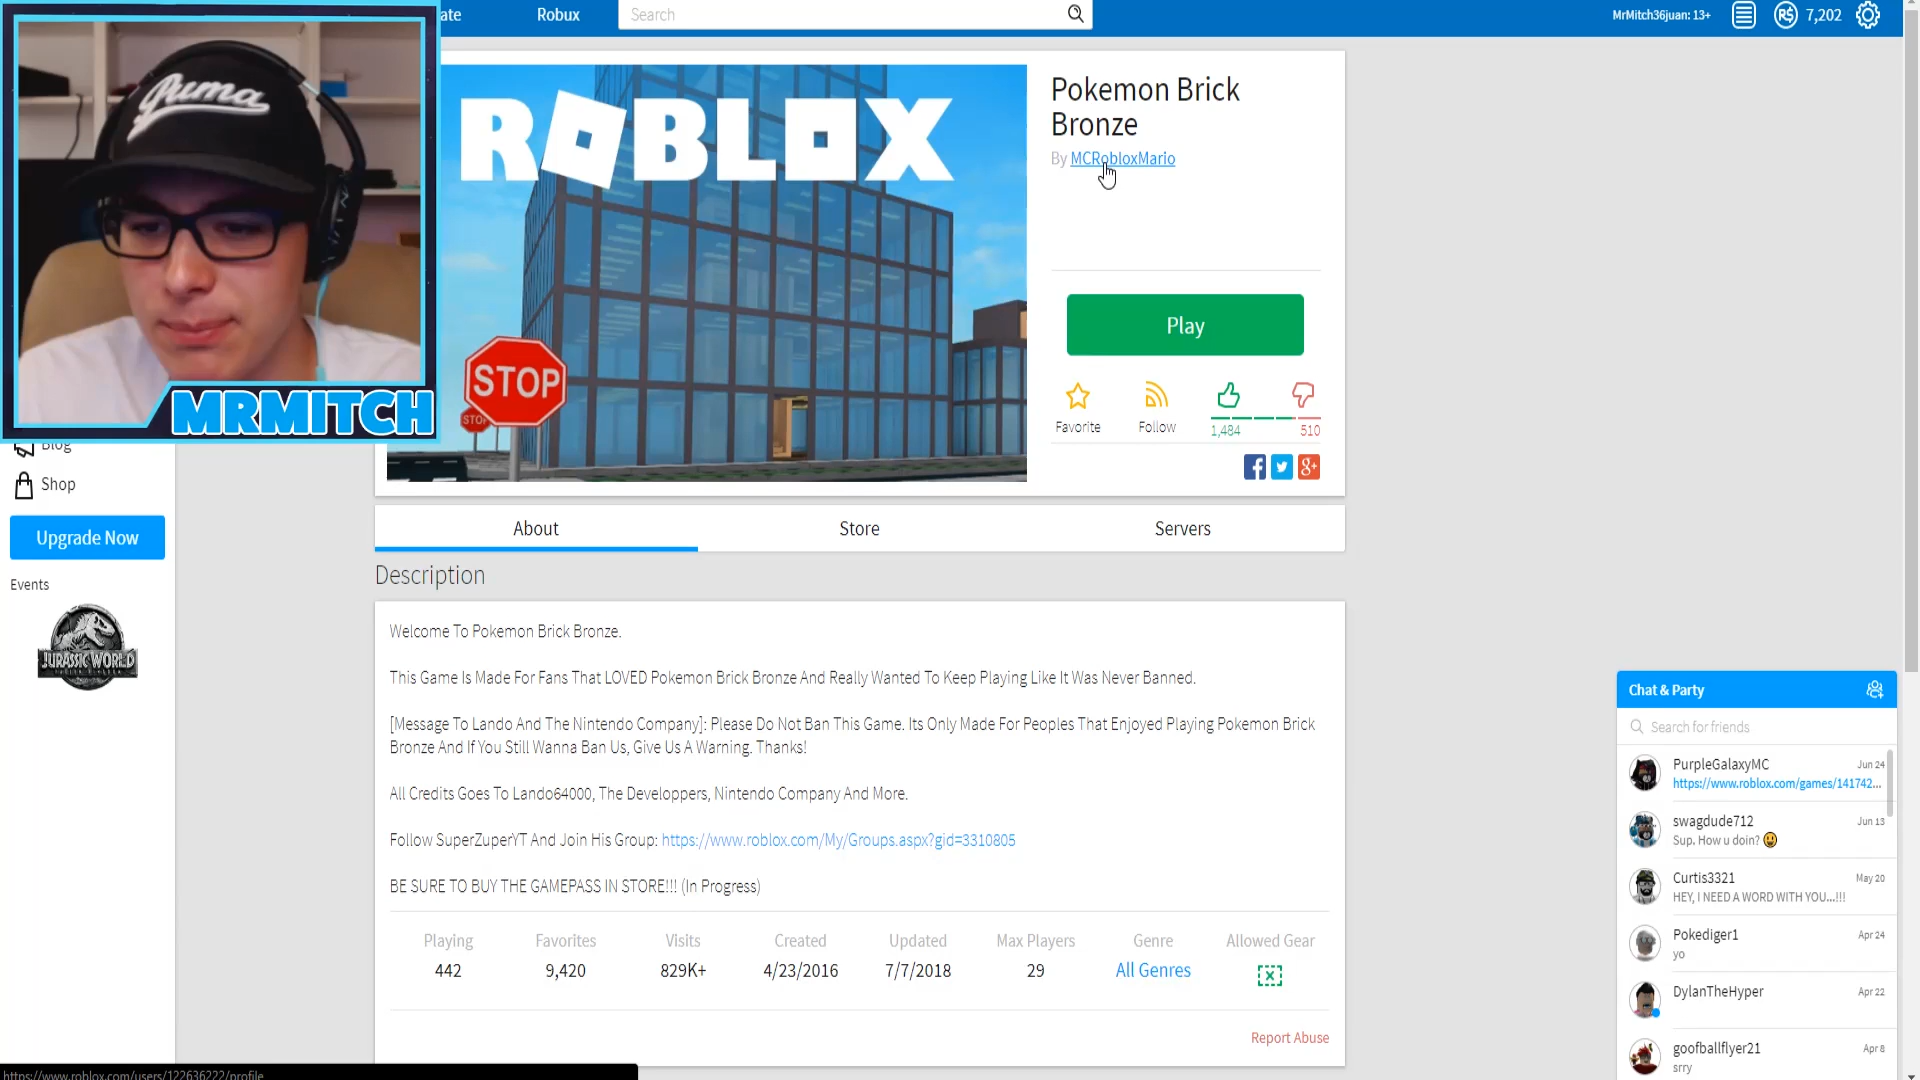 ate
Robux
Search
MrMitch36juan: 13+
7,202
Puma
ROBLOX
STOP
STOP
MRMITCH
Pokemon Brick
Bronze
By MCRobloxMario
Play
Favorite
Follow
1,484
510
Blog
Shop
Upgrade Now
Events
JURASSIC WORLD
About
Store
Servers
Description
Welcome To Pokemon Brick Bronze.
This Game Is Made For Fans That LOVED Pokemon Brick Bronze And Really Wanted To Keep Playing Like It Was Never Banned.
[Message To Lando And The Nintendo Company]: Please Do Not Ban This Game. Its Only Made For Peoples That Enjoyed Playing Pokemon Brick
Bronze And If You Still Wanna Ban Us, Give Us A Warning. Thanks!
All Credits Goes To Lando64000, The Developpers, Nintendo Company And More.
Follow SuperZuperYT And Join His Group: https://www.roblox.com/My/Groups.aspx?gid=3310805
BE SURE TO BUY THE GAMEPASS IN STORE!!! (In Progress)
Playing Favorites Visits Created Updated Max Players Genre Allowed Gear
442 9,420 829K+ 4/23/2016 7/7/2018 29 All Genres
Report Abuse
Chat & Party
Search for friends
PurpleGalaxyMC Jun 24
https://www.roblox.com/games/141742...
swagdude712 Jun 13
Sup. How u doin? 😃
Curtis3321 May 20
HEY, I NEED A WORD WITH YOU...!!!
Pokediger1 Apr 24
yo
DylanTheHyper Apr 22
goofballflyer21 Apr 8
srry
https://www.roblox.com/users/122636222/profile